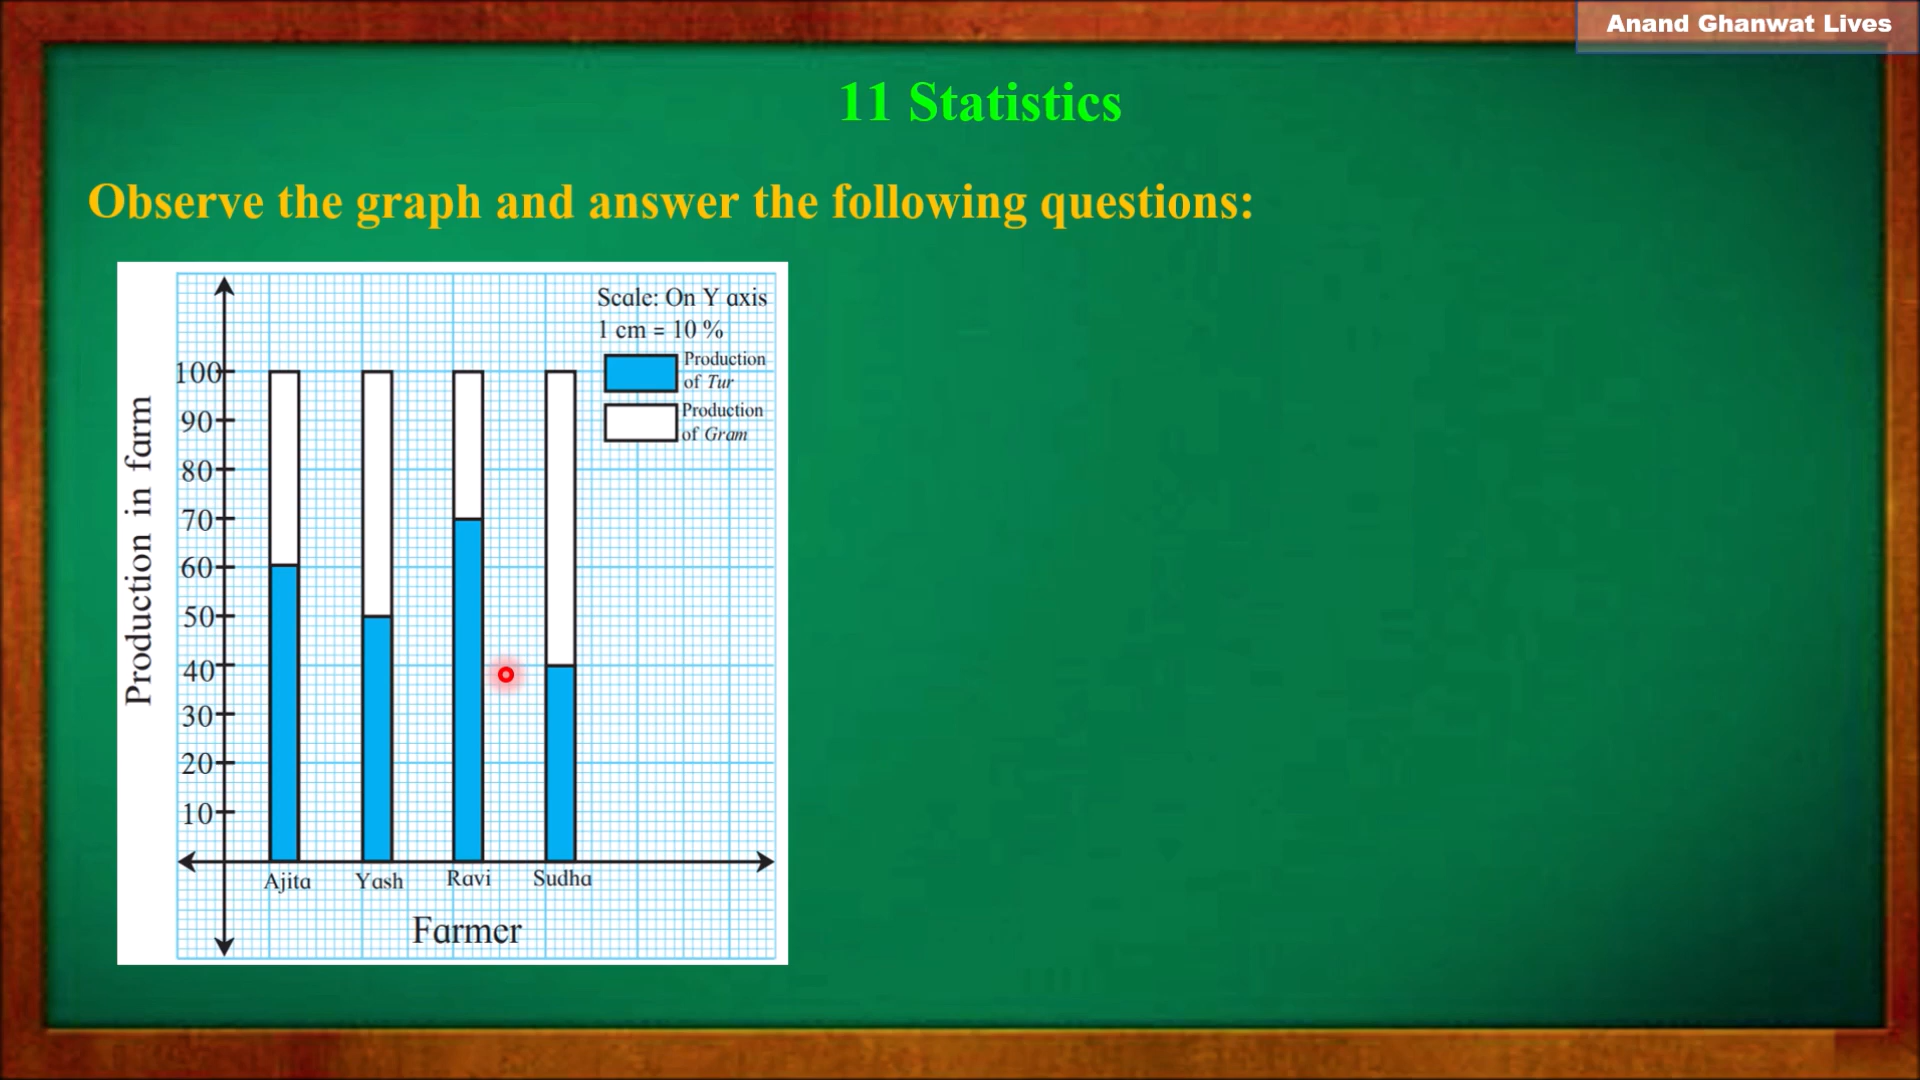 Anand Ghanwat Lives
11 Statistics
Observe the graph and answer the following questions:
Scale: On Y axis
1 cm = 10 %
Production
of Tur
Production
of Gram
Production in farm
100
90
80
70
60
50
40
30
20
10
Ajita Yash Ravi Sudha
Farmer